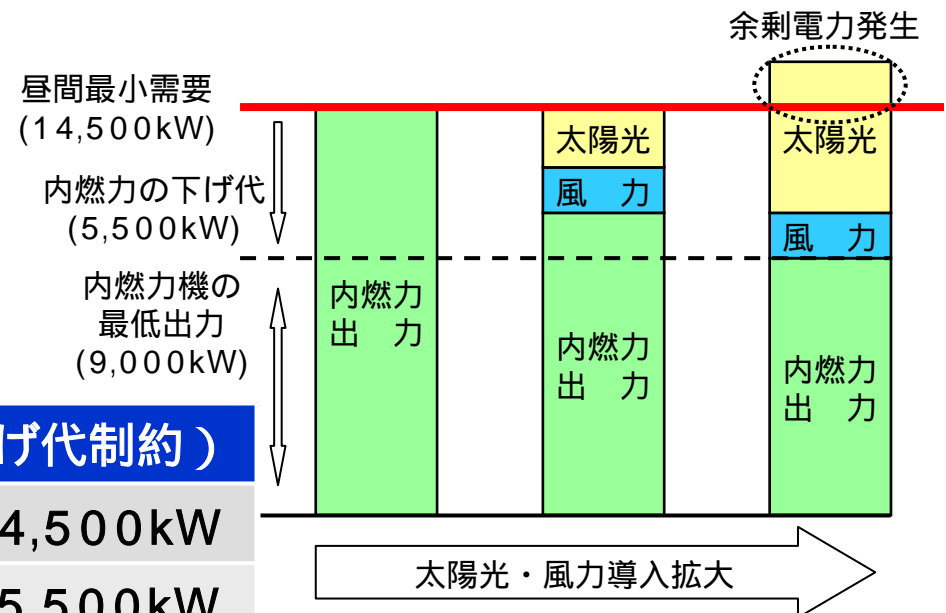 余剰電力発生
昼間最小需要
(14,500kW)
内燃力の下げ代
(5,500kW)
内燃力機の
最低出力
(9,000kW)
内燃力
出 力
太陽光
風 力
内燃力
出 力
太陽光
風 力
内燃力
出 力
げ代制約)
4,500kW
5,500kW
太陽光・風力導入拡大